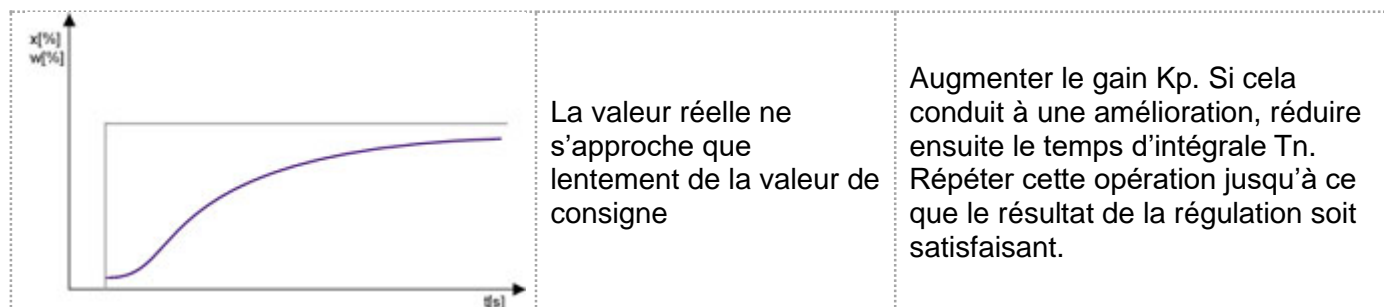 x[%]
w[%]
t[s]
La valeur réelle ne
s’approche que
lentement de la valeur de
consigne
Augmenter le gain Kp. Si cela
conduit à une amélioration, réduire
ensuite le temps d’intégrale Tn.
Répéter cette opération jusqu’à ce
que le résultat de la régulation soit
satisfaisant.